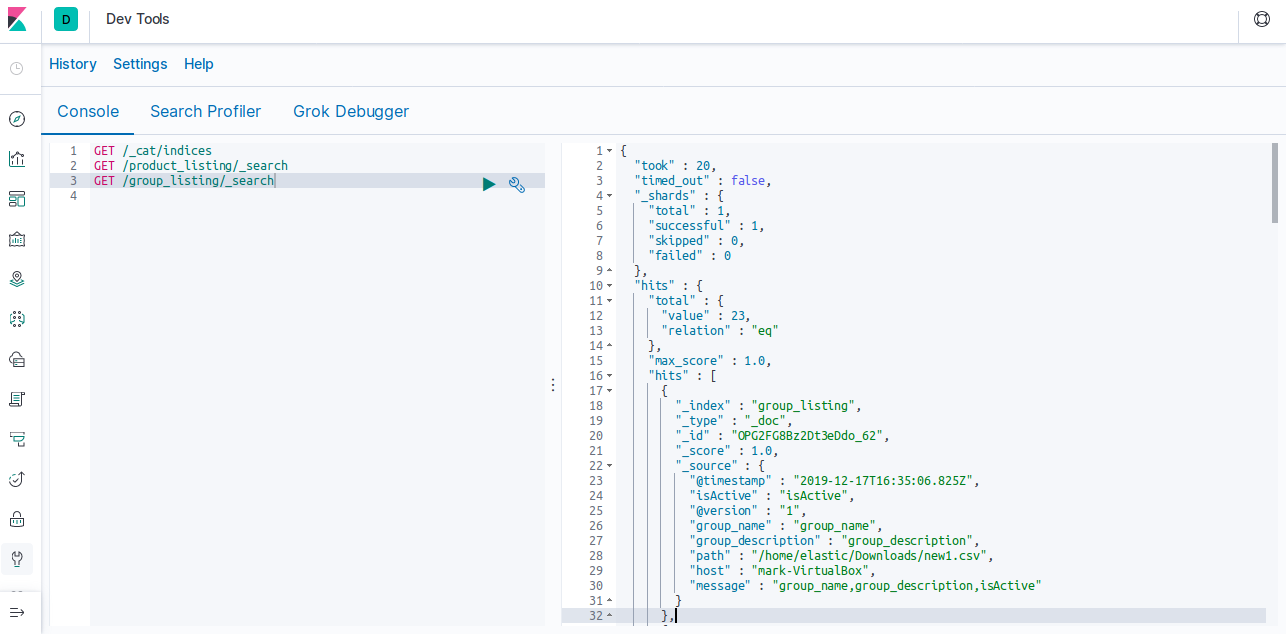 D Dev Tools
History Settings Help
Console Search Profiler Grok Debugger
1 GET /_cat/indices
2 GET /product_listing/_search
3 GET /group_listing/_search
4
1 {
2 "took" : 20,
3 "timed_out" : false,
4 "_shards" : {
5 "total" : 1,
6 "successful" : 1,
7 "skipped" : 0,
8 "failed" : 0
9 },
10 "hits" : {
11 "total" : {
12 "value" : 23,
13 "relation" : "eq"
14 },
15 "max_score" : 1.0,
16 "hits" : [
17 {
18 "_index" : "group_listing",
19 "_type" : "_doc",
20 "_id" : "OPG2FG8Bz2Dt3eDdo_62",
21 "_score" : 1.0,
22 "_source" : {
23 "@timestamp" : "2019-12-17T16:35:06.825Z",
24 "isActive" : "isActive",
25 "@version" : "1",
26 "group_name" : "group_name",
27 "group_description" : "group_description",
28 "path" : "/home/elastic/Downloads/new1.csv",
29 "host" : "mark-VirtualBox",
30 "message" : "group_name,group_description,isActive"
31 }
32 },